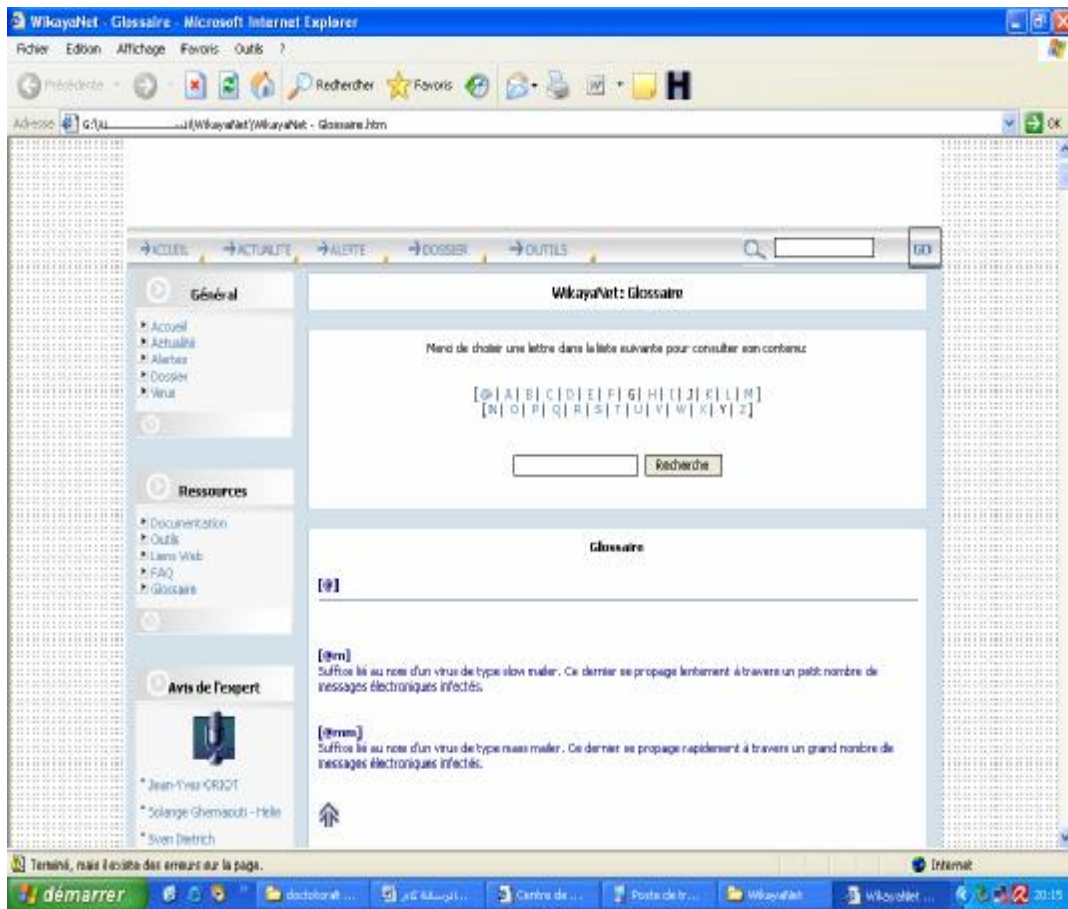 WikayaNet - Glossaire - Microsoft Internet Explorer
Fichier Edition Affichage Favoris Outils ?
Précédente Rechercher Favoris
Adresse G:\ \WikayaNet\WikayaNet - Glossaire.htm OK
ACCUEIL ACTUALITE ALERTE DOSSIER OUTILS GO
Général
Accueil
Actualité
Alertes
Dossier
Virus
Ressources
Documentation
Outils
Liens Web
FAQ
Glossaire
Avis de l'expert
Jean-Yves ORIOT
Solange Ghernaouti - Helie
Sven Dietrich
WikayaNet: Glossaire
Merci de choisir une lettre dans la liste suivante pour consulter son contenu:
[@| A| B| C| D| E| F| G| H| I| J| K| L| M]
[N| O| P| Q| R| S| T| U| V| W| X| Y| Z]
Recherche
Glossaire
[@]
[@m]
Suffixe lié au nom d'un virus de type slow mailer. Ce dernier se propage lentement à travers un petit nombre de
messages électroniques infectés.
[@mm]
Suffixe lié au nom d'un virus de type mass mailer. Ce dernier se propage rapidement à travers un grand nombre de
messages électroniques infectés.
Terminé, mais il existe des erreurs sur la page. Internet
démarrer doctotorat ... Centre de ... Poste de tr... WikayaNet WikayaNet ... 20:15